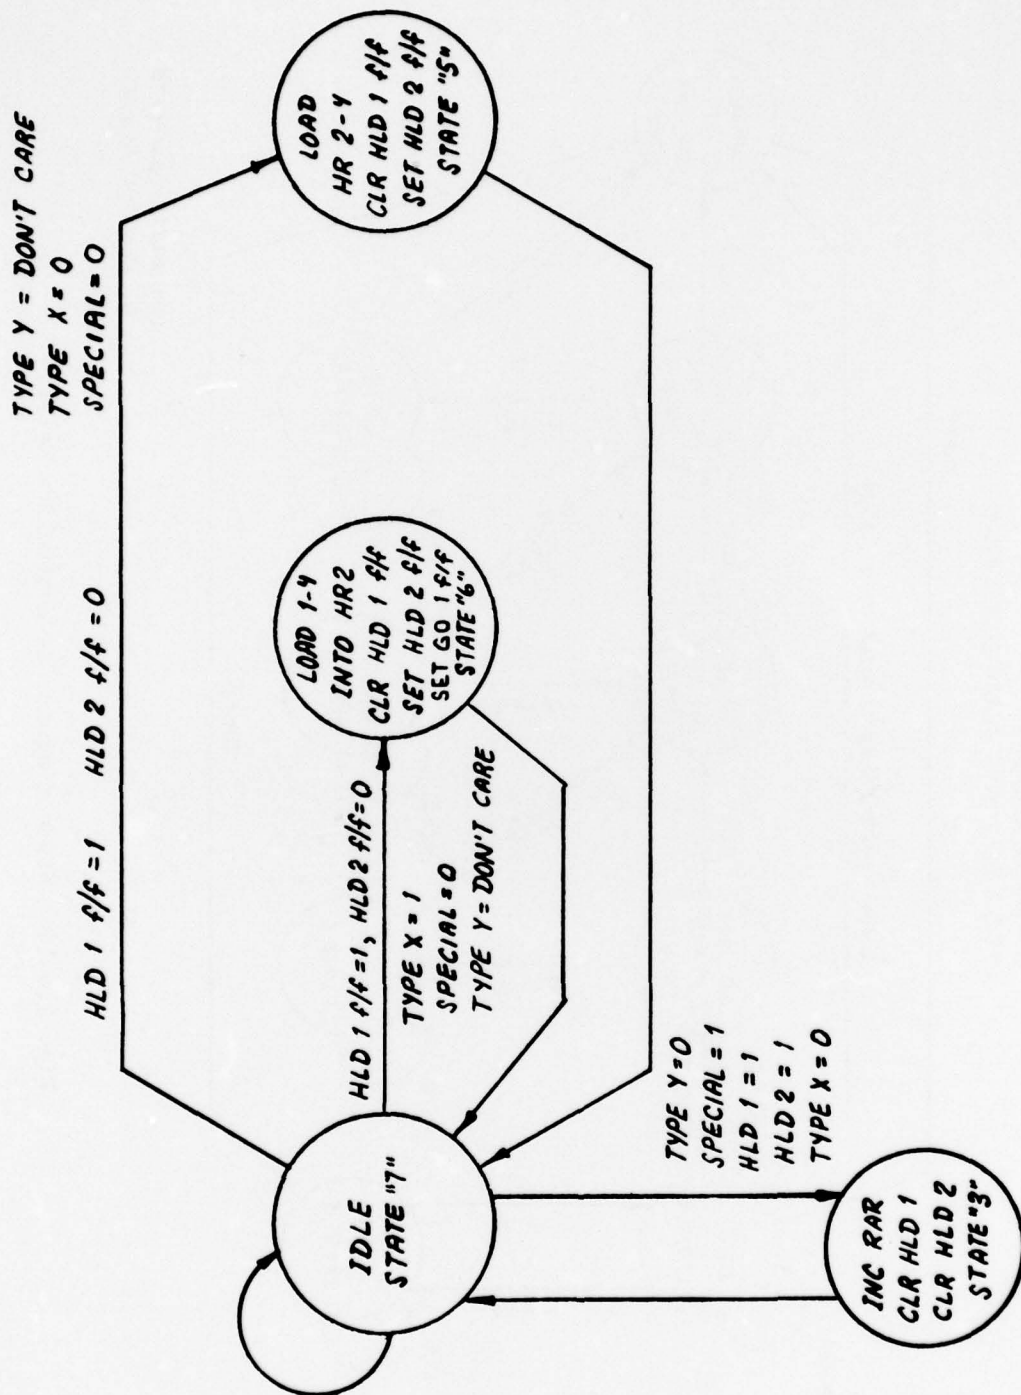 TYPE Y = DON'T CARE
TYPE X = 0
SPECIAL = 0
HLD 1 f/f = 1 HLD 2 f/f = 0
LOAD
HR 2-4
CLR HLD 1 f/f
SET HLD 2 f/f
STATE "5"
LOAD 1-4
INTO HR2
CLR HLD 1 f/f
SET HLD 2 f/f
SET GO 1 f/f
STATE "6"
HLD 1 f/f=1, HLD 2 f/f=0
TYPE X = 1
SPECIAL = 0
TYPE Y = DON'T CARE
IDLE
STATE "7"
TYPE Y = 0
SPECIAL = 1
HLD 1 = 1
HLD 2 = 1
TYPE X = 0
INC RAR
CLR HLD 1
CLR HLD 2
STATE "3"